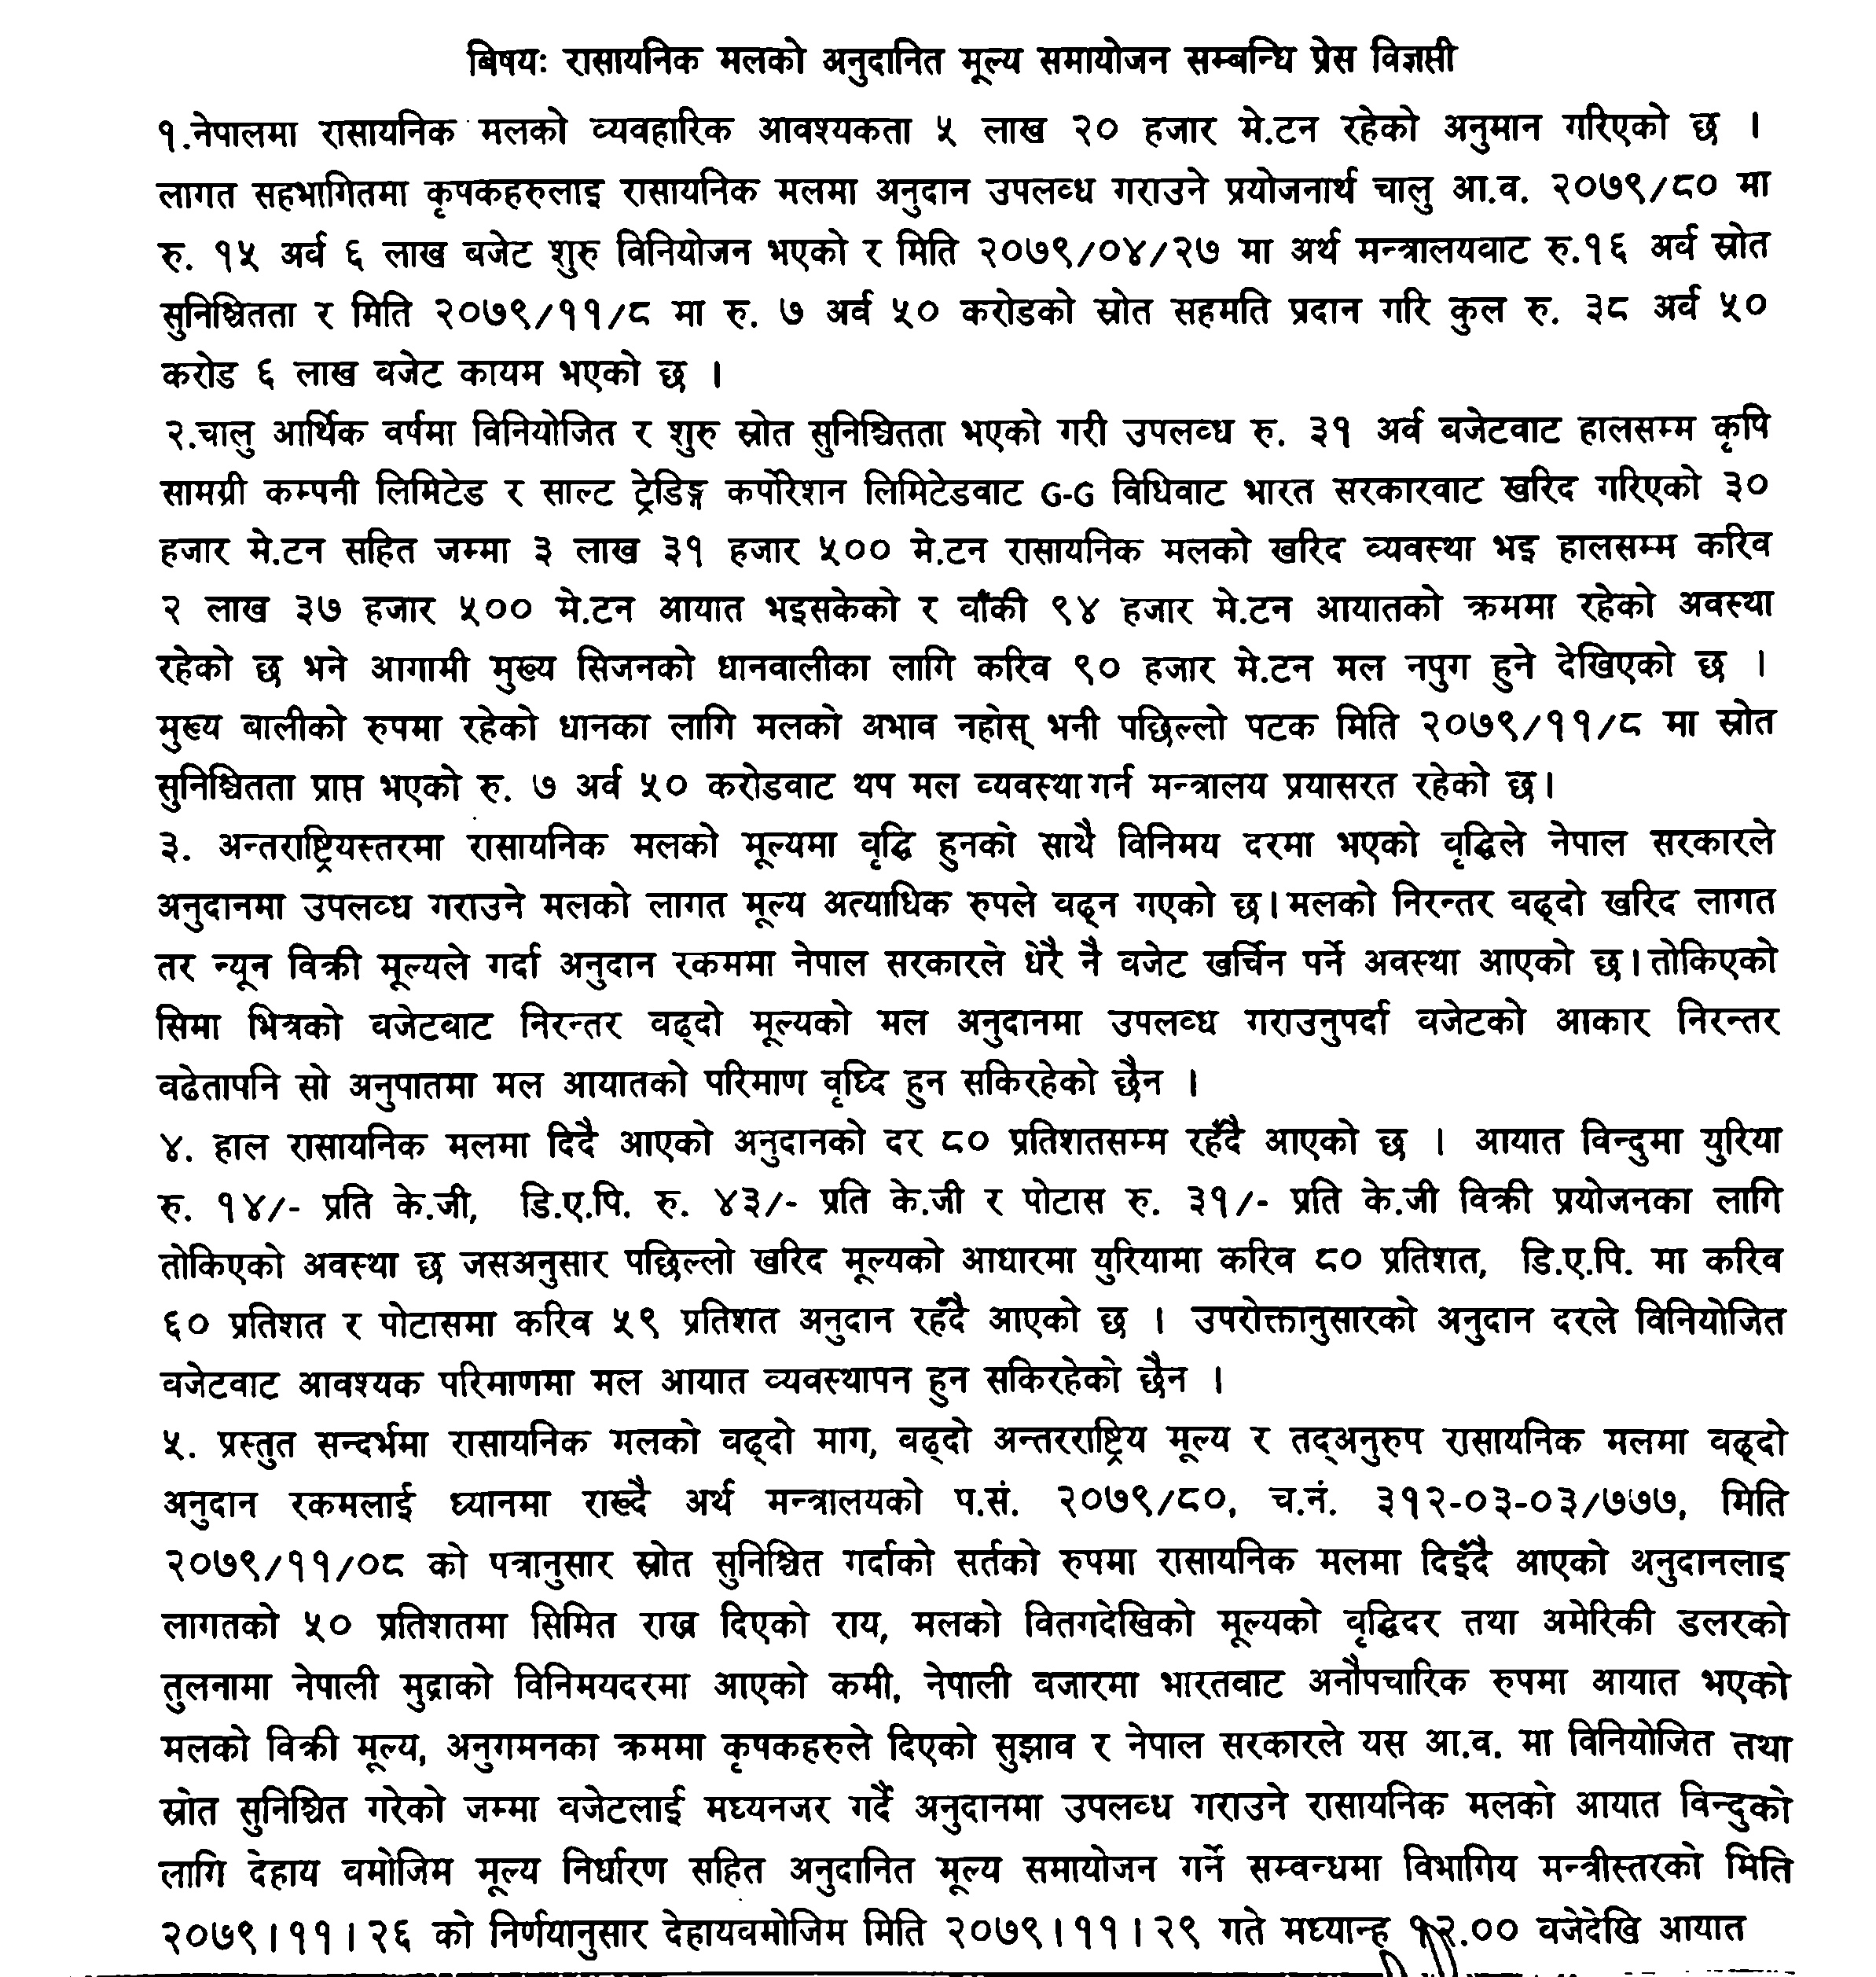 बिषयः रासायनिक मलको अनुदानित मूल्य समायोजन सम्बन्धि प्रेस विज्ञप्ती
१.नेपालमा रासायनिक मलको व्यवहारिक आवश्यकता ५ लाख २० हजार मे.टन रहेको अनुमान गरिएको छ ।
लागत सहभागितमा कृषकहरुलाइ रासायनिक मलमा अनुदान उपलव्ध गराउने प्रयोजनार्थ चालु आ.व. २०७९/८० मा
रु. १५ अर्व ६ लाख बजेट शुरु विनियोजन भएको र मिति २०७९/०४/२७ मा अर्थ मन्त्रालयवाट रु.१६ अर्व स्रोत
सुनिश्चितता र मिति २०७९/११/८ मा रु. ७ अर्व ५० करोडको स्रोत सहमति प्रदान गरि कुल रु. ३८ अर्व ५०
करोड ६ लाख वजेट कायम भएको छ ।
२.चालु आर्थिक वर्षमा विनियोजित र शुरु स्रोत सुनिश्चितता भएको गरी उपलव्ध रु. ३१ अर्व बजेटवाट हालसम्म कृषि
सामग्री कम्पनी लिमिटेड र साल्ट ट्रेडिङ्ग कर्पोरेशन लिमिटेडवाट G-G विधिवाट भारत सरकारवाट खरिद गरिएको ३०
हजार मे.टन सहित जम्मा ३ लाख ३१ हजार ५०० मे.टन रासायनिक मलको खरिद व्यवस्था भइ हालसम्म करिव
२ लाख ३७ हजार ५०० मे.टन आयात भइसकेको र वाँकी ९४ हजार मे.टन आयातको क्रममा रहेको अवस्था
रहेको छ भने आगामी मुख्य सिजनको धानवालीका लागि करिव ९० हजार मे.टन मल नपुग हुने देखिएको छ ।
मुख्य बालीको रुपमा रहेको धानका लागि मलको अभाव नहोस् भनी पछिल्लो पटक मिति २०७९/११/८ मा स्रोत
सुनिश्चितता प्राप्त भएको रु. ७ अर्व ५० करोडवाट थप मल व्यवस्था गर्न मन्त्रालय प्रयासरत रहेको छ।
३. अन्तराष्ट्रियस्तरमा रासायनिक मलको मूल्यमा वृद्धि हुनको साथै विनिमय दरमा भएको वृद्धिले नेपाल सरकारले
अनुदानमा उपलव्ध गराउने मलको लागत मूल्य अत्याधिक रुपले वढ्न गएको छ।मलको निरन्तर वढ्दो खरिद लागत
तर न्यून विक्री मूल्यले गर्दा अनुदान रकममा नेपाल सरकारले धेरै नै वजेट खर्चिन पर्ने अवस्था आएको छ।तोकिएको
सिमा भित्रको वजेटवाट निरन्तर वढ्दो मूल्यको मल अनुदानमा उपलव्ध गराउनुपर्दा वजेटको आकार निरन्तर
वढेतापनि सो अनुपातमा मल आयातको परिमाण वृध्दि हुन सकिरहेको छैन ।
४. हाल रासायनिक मलमा दिदै आएको अनुदानको दर ८० प्रतिशतसम्म रहँदै आएको छ । आयात विन्दुमा युरिया
रु. १४/- प्रति के.जी, डि.ए.पि. रु. ४३/- प्रति के.जी र पोटास रु. ३१/- प्रति के.जी विक्री प्रयोजनका लागि
तोकिएको अवस्था छ जसअनुसार पछिल्लो खरिद मूल्यको आधारमा युरियामा करिव ८० प्रतिशत, डि.ए.पि. मा करिव
६० प्रतिशत र पोटासमा करिव ५९ प्रतिशत अनुदान रहँदै आएको छ । उपरोक्तानुसारको अनुदान दरले विनियोजित
वजेटवाट आवश्यक परिमाणमा मल आयात व्यवस्थापन हुन सकिरहेको छैन ।
५. प्रस्तुत सन्दर्भमा रासायनिक मलको वढ्दो माग, वढ्दो अन्तरराष्ट्रिय मूल्य र तद्अनुरुप रासायनिक मलमा वढ्दो
अनुदान रकमलाई ध्यानमा राख्दै अर्थ मन्त्रालयको प.सं. २०७९/८०, च.नं. ३१२-०३-०३/७७७, मिति
२०७९/११/०८ को पत्रानुसार स्रोत सुनिश्चित गर्दाको सर्तको रुपमा रासायनिक मलमा दिइँदै आएको अनुदानलाइ
लागतको ५० प्रतिशतमा सिमित राख्न दिएको राय, मलको वितगदेखिको मूल्यको वृद्धिदर तथा अमेरिकी डलरको
तुलनामा नेपाली मुद्राको विनिमयदरमा आएको कमी, नेपाली वजारमा भारतवाट अनौपचारिक रुपमा आयात भएको
मलको विक्री मूल्य, अनुगमनका क्रममा कृषकहरुले दिएको सुझाव र नेपाल सरकारले यस आ.व. मा विनियोजित तथा
स्रोत सुनिश्चित गरेको जम्मा वजेटलाई मध्यनजर गर्दै अनुदानमा उपलव्ध गराउने रासायनिक मलको आयात विन्दुको
लागि देहाय वमोजिम मूल्य निर्धारण सहित अनुदानित मूल्य समायोजन गर्ने सम्वन्धमा विभागिय मन्त्रीस्तरको मिति
२०७९।११।२६ को निर्णयानुसार देहायवमोजिम मिति २०७९।११।२९ गते मध्यान्ह १२.०० वजेदेखि आयात